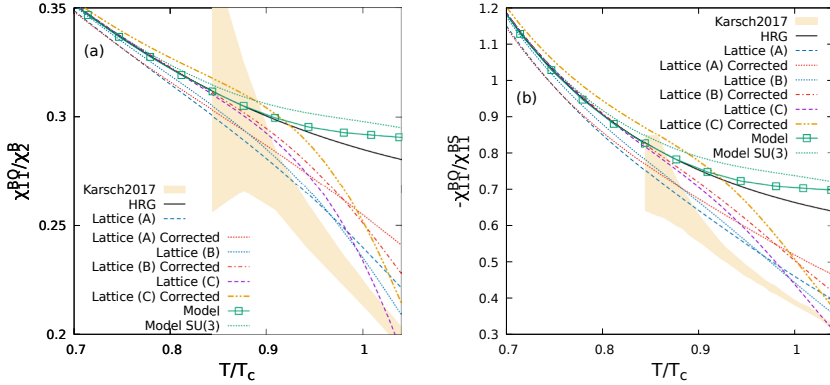 0.35
0.3
0.25
0.2
χ₁₁ᴮQ/χ₂ᴮ
(a)
Karsch2017
HRG
Lattice (A)
Lattice (A) Corrected
Lattice (B)
Lattice (B) Corrected
Lattice (C)
Lattice (C) Corrected
Model
Model SU(3)
0.7
0.8
0.9
1
T/Tc
1.2
1.1
1
0.9
0.8
0.7
0.6
0.5
0.4
0.3
-χ₁₁ᴮQ/χ₁₁ᴮS
(b)
Karsch2017
HRG
Lattice (A)
Lattice (A) Corrected
Lattice (B)
Lattice (B) Corrected
Lattice (C)
Lattice (C) Corrected
Model
Model SU(3)
0.7
0.8
0.9
1
T/Tc